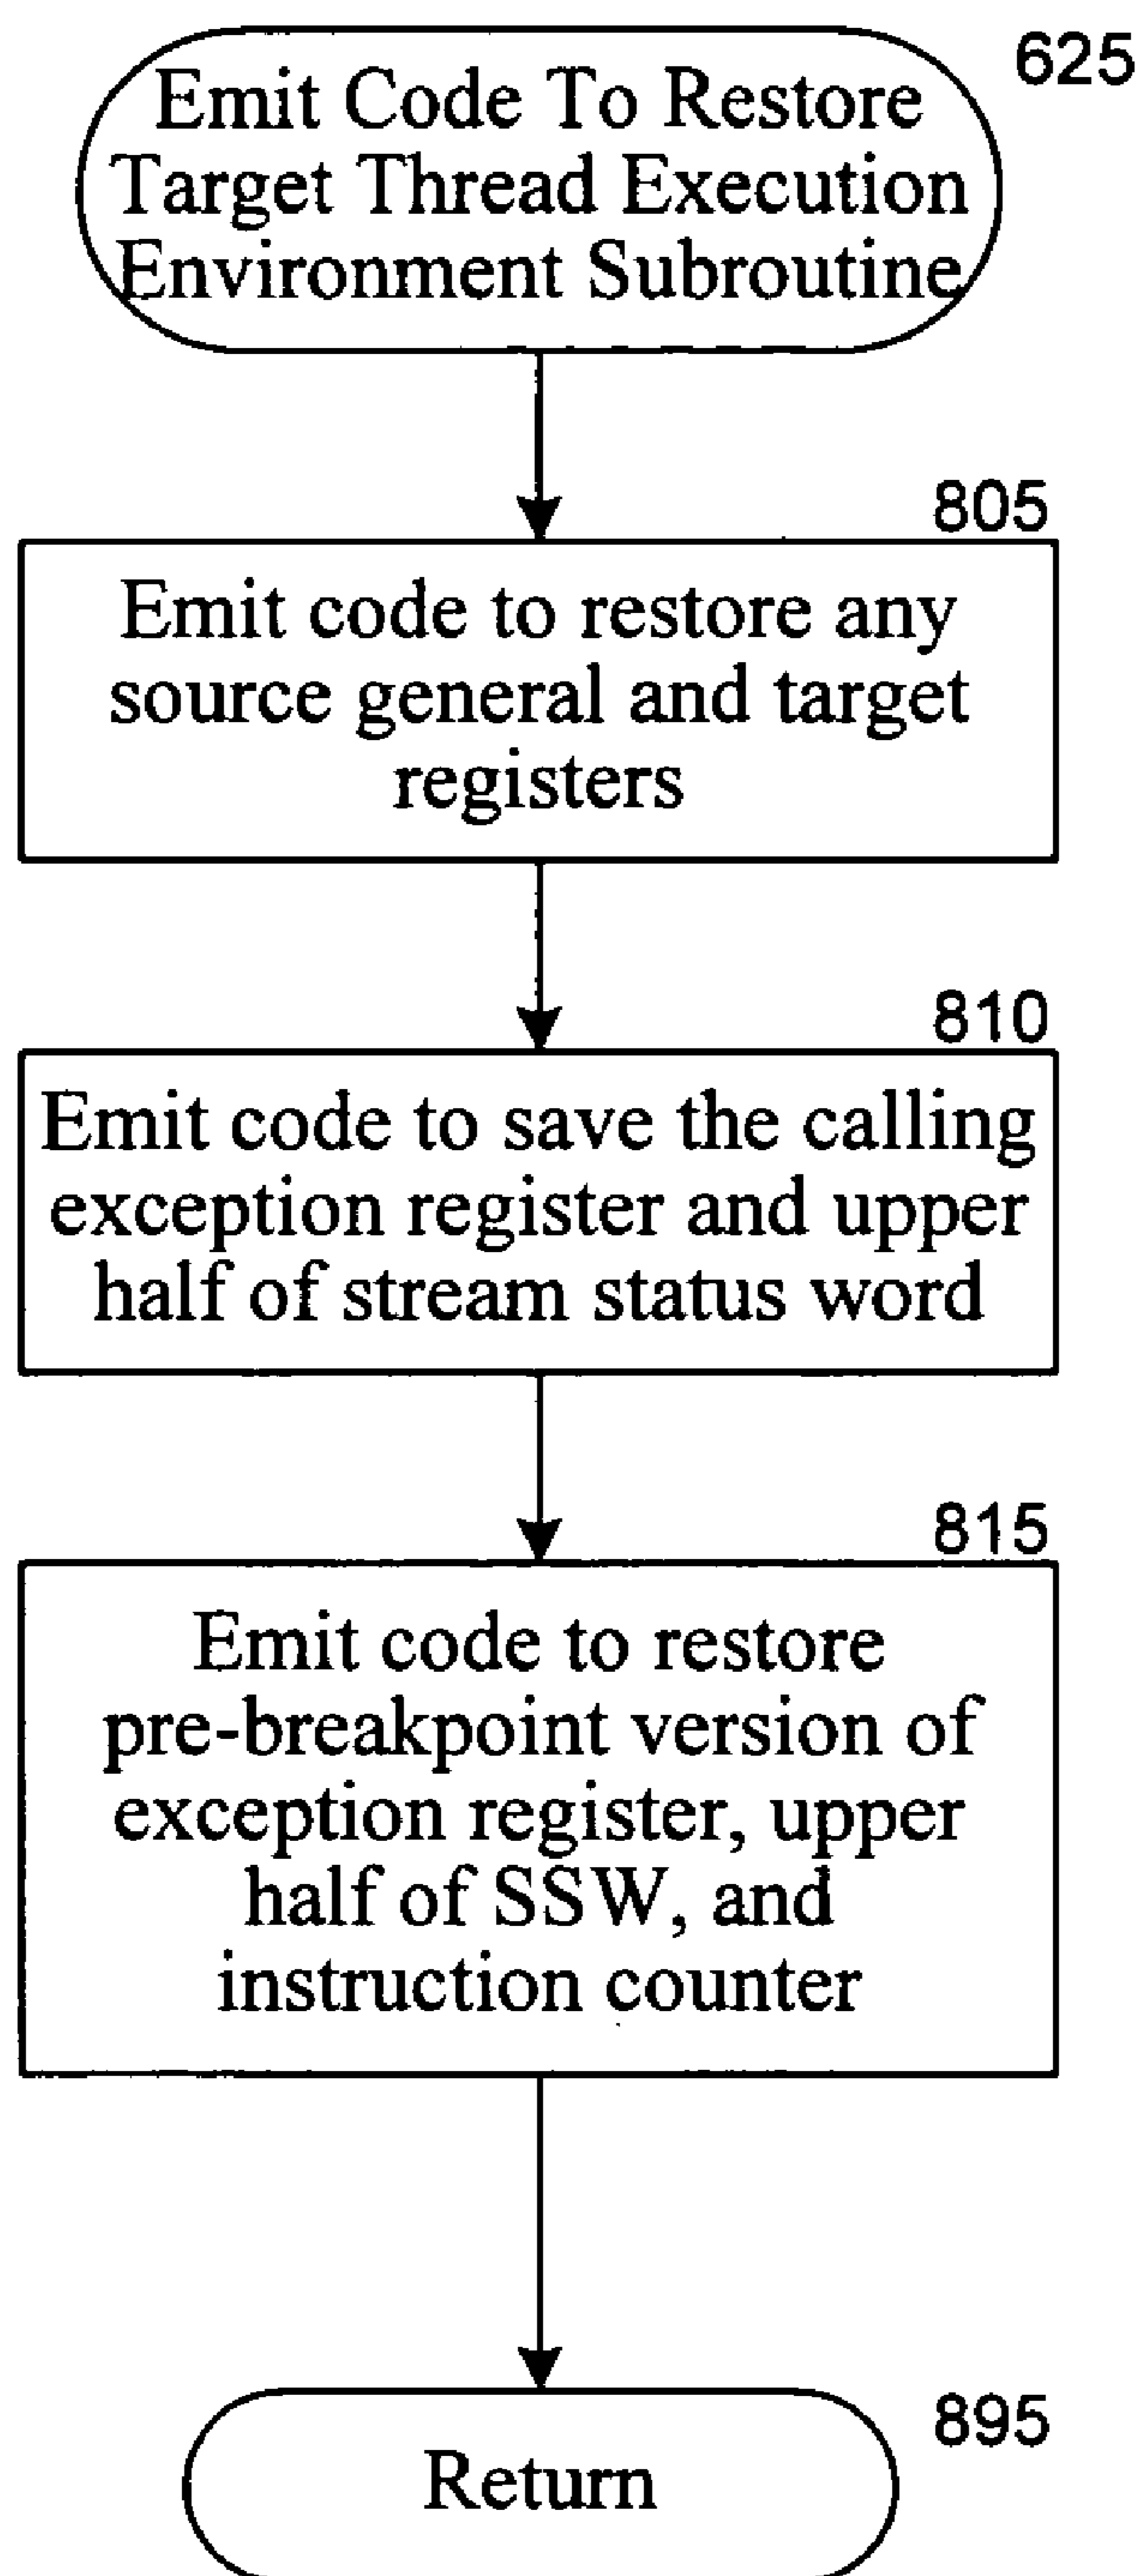 625
Emit Code To Restore
Target Thread Execution
Environment Subroutine
805
Emit code to restore any
source general and target
registers
810
Emit code to save the calling
exception register and upper
half of stream status word
815
Emit code to restore
pre-breakpoint version of
exception register, upper
half of SSW, and
instruction counter
895
Return